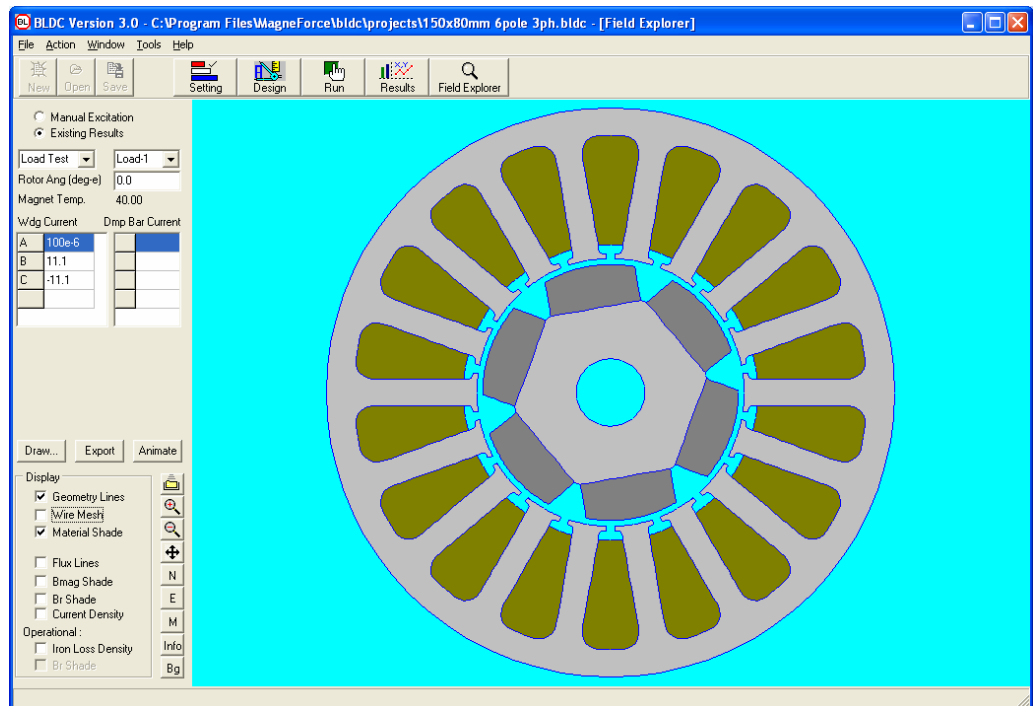 BLDC Version 3.0 - C:\Program Files\MagneForce\bldc\projects\150x80mm 6pole 3ph.bldc - [Field Explorer]
File Action Window Tools Help
New Open Save Setting Design Run Results Field Explorer
Manual Excitation
Existing Results
Load Test Load-1
Rotor Ang (deg-e) 0.0
Magnet Temp. 40.00
Wdg Current Dmp Bar Current
A 100e-6
B 11.1
C -11.1
Draw... Export Animate
Display
Geometry Lines
Wire Mesh
Material Shade
Flux Lines
Bmag Shade
N
Br Shade
E
Current Density
M
Operational :
Iron Loss Density
Info
Br Shade
Bg